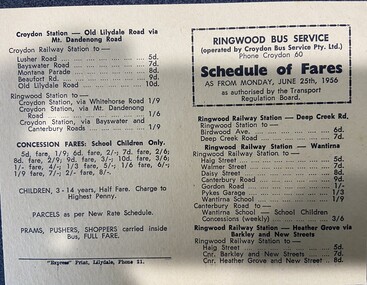 Croydon Station — Old Lilydale Road via
Mt. Dandenong Road
Croydon Railway Station to —
Lusher Road 5d.
Bayswater Road 7d.
Montana Parade 8d.
Beaufort Rd. 9d.
Old Lilydale Road 10d.
Ringwood Station to —
Croydon Station, via Whitehorse Road 1/9
Croydon Station, via Mt. Dandenong
Road 1/6
Croydon Station, via Bayswater and
Canterbury Roads 1/9
CONCESSION FARES: School Children Only.
5d. fare, 1/9; 6d. fare, 2/-; 7d. fare, 2/6;
8d. fare, 2/9; 9d. fare, 3/-; 10d. fare, 3/6;
1/- fare, 4/-; 1/3 fare, 5/-; 1/6 fare, 6/-;
1/9 fare, 7/-; 2/- fare, 8/-.
CHILDREN, 3 - 14 years, Half Fare. Charge to
Highest Penny.
PARCELS as per New Rate Schedule.
PRAMS, PUSHERS, SHOPPERS carried inside
Bus, FULL FARE.
"Express" Print, Lilydale, Phone 11.
RINGWOOD BUS SERVICE
(operated by Croydon Bus Service Pty. Ltd.)
Phone Croydon 60
Schedule of Fares
AS FROM MONDAY, JUNE 25th, 1956
as authorised by the Transport
Regulation Board.
Ringwood Railway Station — Deep Creek Rd.
Ringwood Station to —
Birdwood Ave. 6d.
Deep Creek Road 7d.
Ringwood Railway Station — Wantirna
Ringwood Railway Station to —
Haig Street 5d.
Walmer Street 7d.
Daisy Street 8d.
Canterbury Road 9d.
Gordon Road 1/-
Pykes Garage 1/3
Wantirna School 1/9
Canterbury Road to —
Wantirna School — School Children
Concessions (weekly) 3/6
Ringwood Railway Station — Heather Grove via
Barkley and New Streets
Ringwood Railway Station to —
Haig Street 5d.
Cnr. Barkley and New Streets 7d.
Cnr. Heather Grove and New Street 8d.